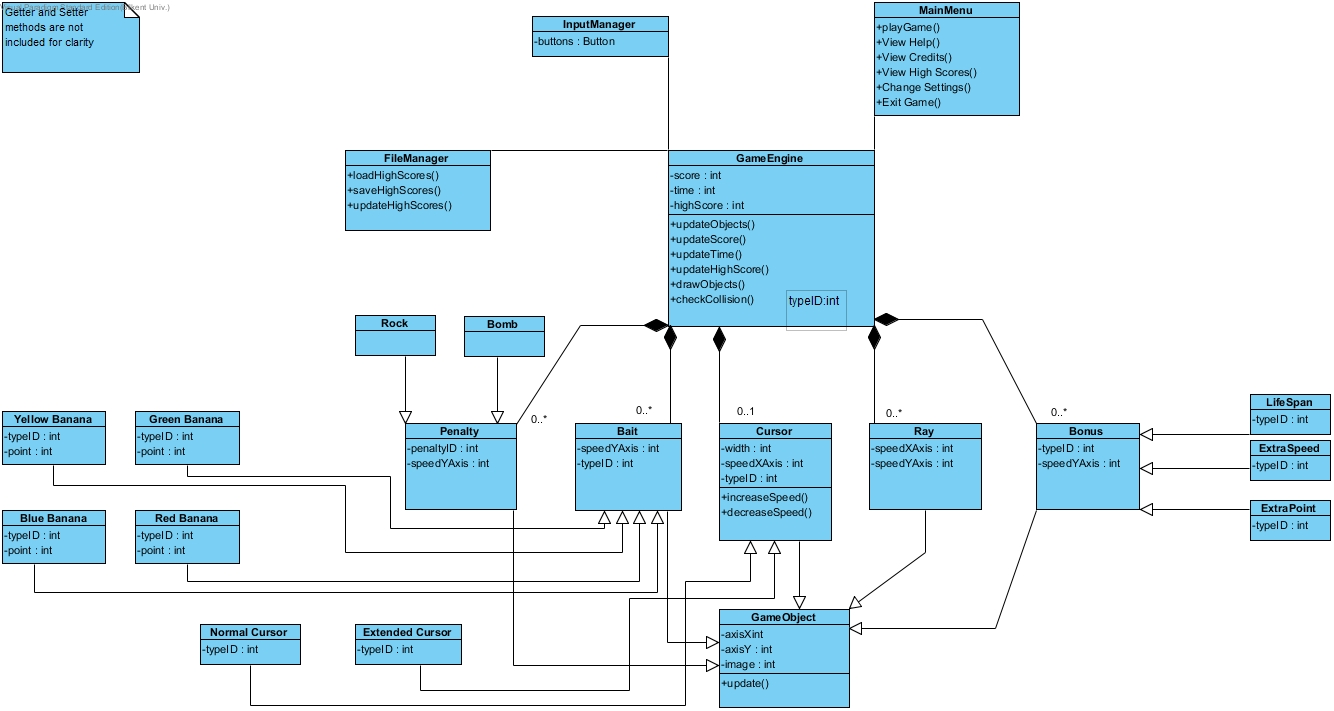 Getter and Setter
methods are not
included for clarity
InputManager
-buttons : Button
MainMenu
+playGame()
+View Help()
+View Credits()
+View High Scores()
+Change Settings()
+Exit Game()
FileManager
+loadHighScores()
+saveHighScores()
+updateHighScores()
GameEngine
-score : int
-time : int
-highScore : int
+updateObjects()
+updateScore()
+updateTime()
+updateHighScore()
+drawObjects()
+checkCollision()
typeID:int
Rock
Bomb
0..*
0..*
0..1
0..*
0..*
Yellow Banana
-typeID : int
-point : int
Green Banana
-typeID : int
-point : int
Penalty
-penaltyID : int
-speedYAxis : int
Bait
-speedYAxis : int
-typeID : int
Cursor
-width : int
-speedXAxis : int
-typeID : int
+increaseSpeed()
+decreaseSpeed()
Ray
-speedXAxis : int
-speedYAxis : int
Bonus
-typeID : int
-speedYAxis : int
LifeSpan
-typeID : int
ExtraSpeed
-typeID : int
ExtraPoint
-typeID : int
Blue Banana
-typeID : int
-point : int
Red Banana
-typeID : int
-point : int
Normal Cursor
-typeID : int
Extended Cursor
-typeID : int
GameObject
-axisXint
-axisY : int
-image : int
+update()